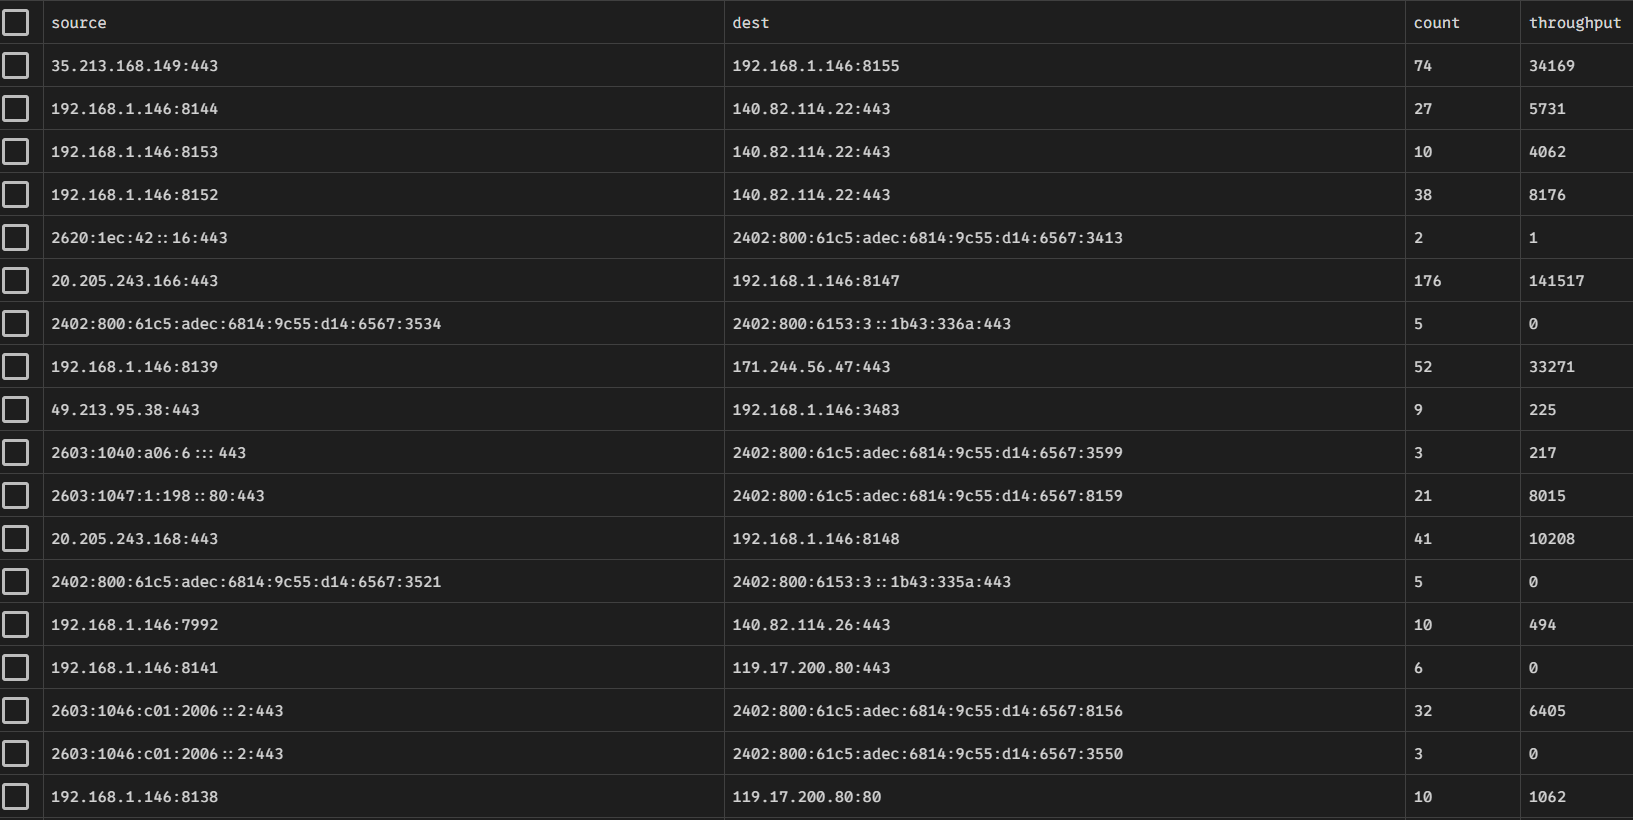 source dest count throughput
35.213.168.149:443 192.168.1.146:8155 74 34169
192.168.1.146:8144 140.82.114.22:443 27 5731
192.168.1.146:8153 140.82.114.22:443 10 4062
192.168.1.146:8152 140.82.114.22:443 38 8176
2620:1ec:42::16:443 2402:800:61c5:adec:6814:9c55:d14:6567:3413 2 1
20.205.243.166:443 192.168.1.146:8147 176 141517
2402:800:61c5:adec:6814:9c55:d14:6567:3534 2402:800:6153:3::1b43:336a:443 5 0
192.168.1.146:8139 171.244.56.47:443 52 33271
49.213.95.38:443 192.168.1.146:3483 9 225
2603:1040:a06:6:::443 2402:800:61c5:adec:6814:9c55:d14:6567:3599 3 217
2603:1047:1:198::80:443 2402:800:61c5:adec:6814:9c55:d14:6567:8159 21 8015
20.205.243.168:443 192.168.1.146:8148 41 10208
2402:800:61c5:adec:6814:9c55:d14:6567:3521 2402:800:6153:3::1b43:335a:443 5 0
192.168.1.146:7992 140.82.114.26:443 10 494
192.168.1.146:8141 119.17.200.80:443 6 0
2603:1046:c01:2006::2:443 2402:800:61c5:adec:6814:9c55:d14:6567:8156 32 6405
2603:1046:c01:2006::2:443 2402:800:61c5:adec:6814:9c55:d14:6567:3550 3 0
192.168.1.146:8138 119.17.200.80:80 10 1062